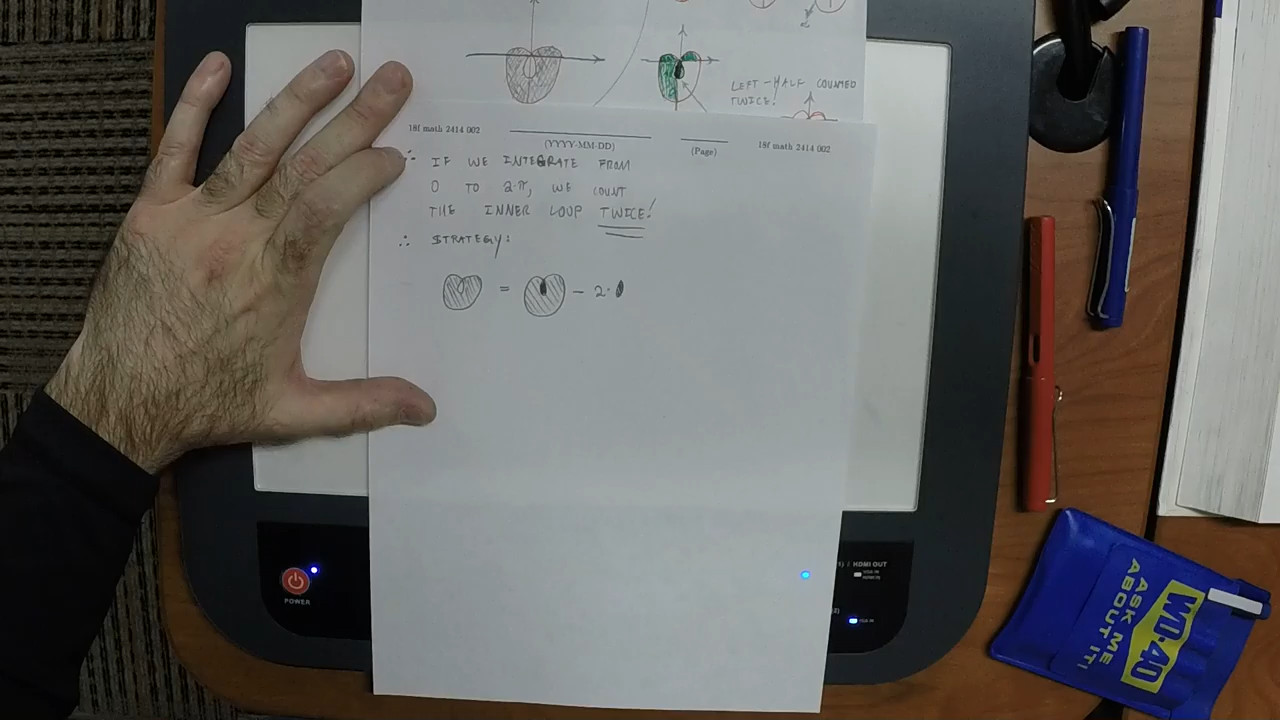 LEFT-HALF COUNTED
TWICE!
18f math 2414 002
(YYYY-MM-DD)
(Page)
18f math 2414 002
∴ IF WE INTEGRATE FROM
0 TO 2·π, WE COUNT
THE INNER LOOP TWICE!
∴ STRATEGY:
= − 2·
POWER
HDMI OUT
WD-40
ASK ME
ABOUT IT!